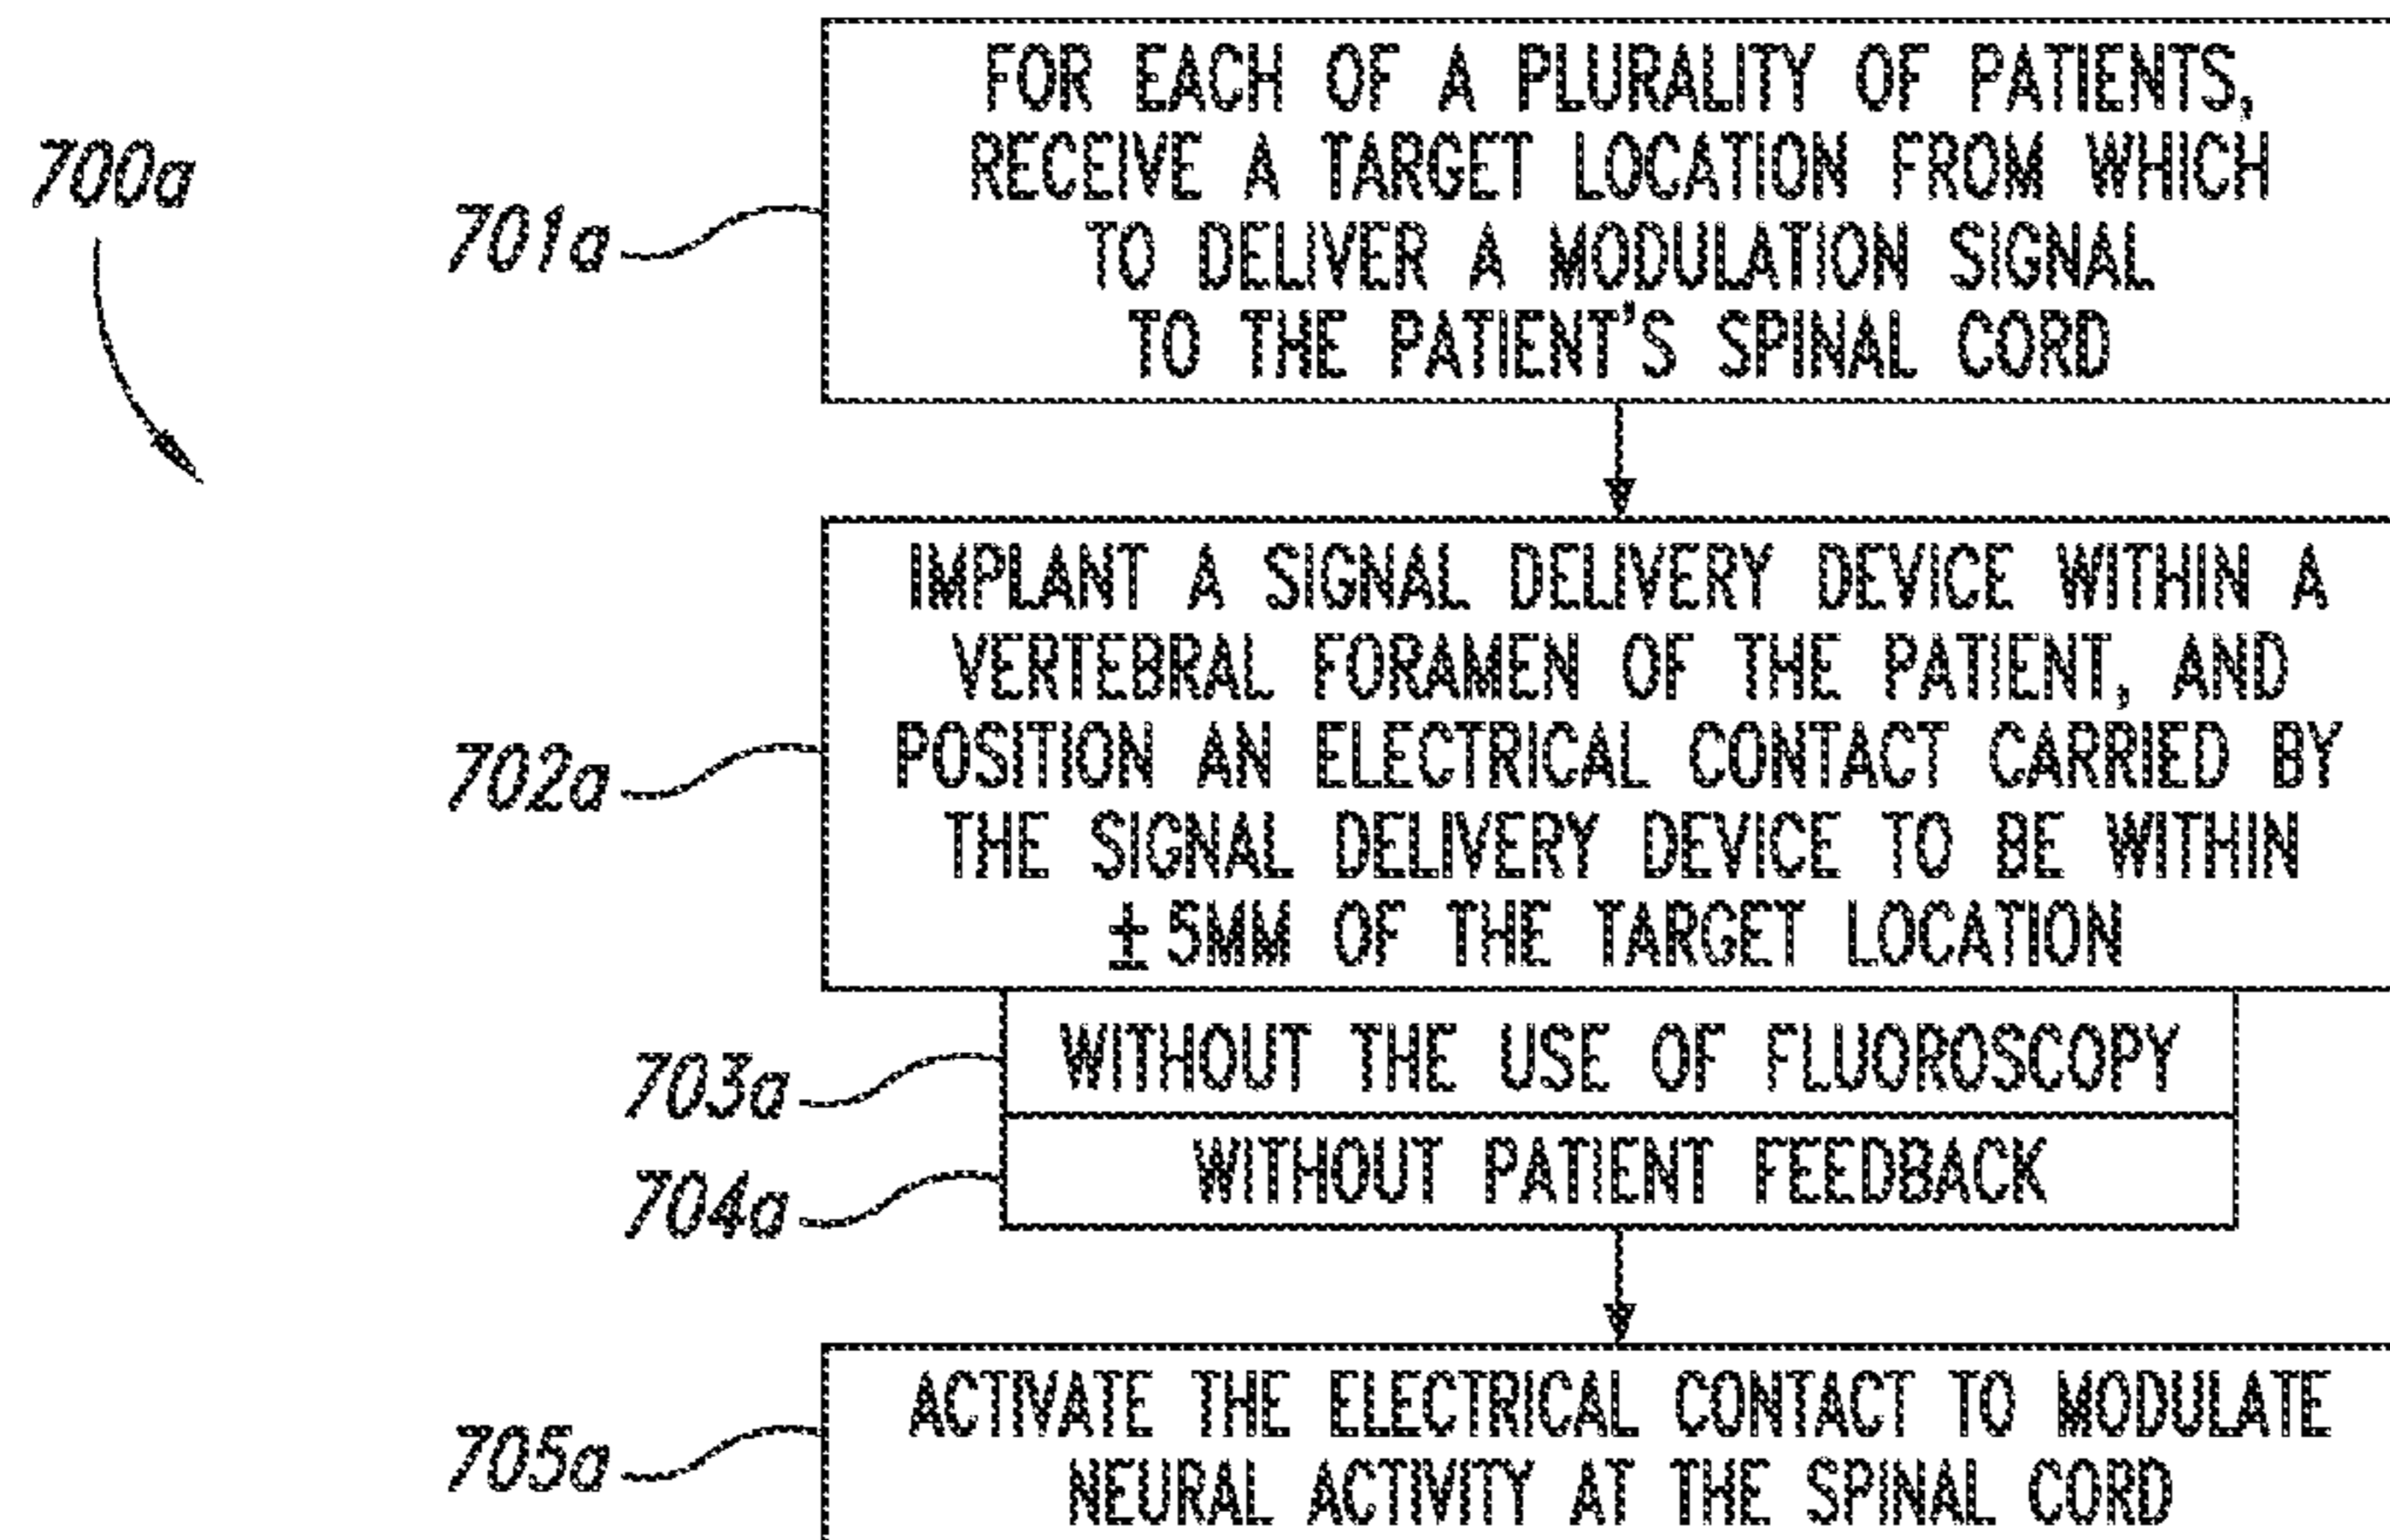 700a
701a
FOR EACH OF A PLURALITY OF PATIENTS,
RECEIVE A TARGET LOCATION FROM WHICH
TO DELIVER A MODULATION SIGNAL
TO THE PATIENT'S SPINAL CORD
702a
IMPLANT A SIGNAL DELIVERY DEVICE WITHIN A
VERTEBRAL FORAMEN OF THE PATIENT, AND
POSITION AN ELECTRICAL CONTACT CARRIED BY
THE SIGNAL DELIVERY DEVICE TO BE WITHIN
± 5MM OF THE TARGET LOCATION
703a
WITHOUT THE USE OF FLUOROSCOPY
704a
WITHOUT PATIENT FEEDBACK
705a
ACTIVATE THE ELECTRICAL CONTACT TO MODULATE
NEURAL ACTIVITY AT THE SPINAL CORD